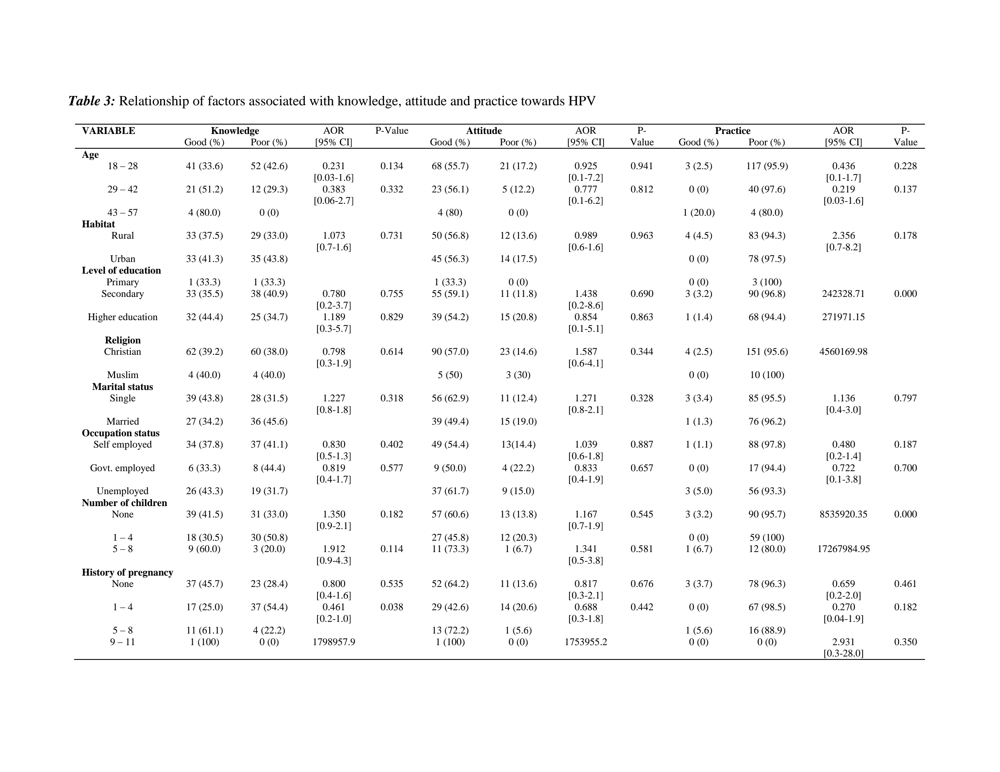 Table 3: Relationship of factors associated with knowledge, attitude and practice towards HPV
VARIABLE Knowledge AOR P-Value Attitude AOR P- Practice AOR P-
Good (%) Poor (%) [95% CI] Good (%) Poor (%) [95% CI] Value Good (%) Poor (%) [95% CI] Value
Age
18 – 28 41 (33.6) 52 (42.6) 0.231 0.134 68 (55.7) 21 (17.2) 0.925 0.941 3 (2.5) 117 (95.9) 0.436 0.228
[0.03-1.6] [0.1-7.2] [0.1-1.7]
29 – 42 21 (51.2) 12 (29.3) 0.383 0.332 23 (56.1) 5 (12.2) 0.777 0.812 0 (0) 40 (97.6) 0.219 0.137
[0.06-2.7] [0.1-6.2] [0.03-1.6]
43 – 57 4 (80.0) 0 (0) 4 (80) 0 (0) 1 (20.0) 4 (80.0)
Habitat
Rural 33 (37.5) 29 (33.0) 1.073 0.731 50 (56.8) 12 (13.6) 0.989 0.963 4 (4.5) 83 (94.3) 2.356 0.178
[0.7-1.6] [0.6-1.6] [0.7-8.2]
Urban 33 (41.3) 35 (43.8) 45 (56.3) 14 (17.5) 0 (0) 78 (97.5)
Level of education
Primary 1 (33.3) 1 (33.3) 1 (33.3) 0 (0) 0 (0) 3 (100)
Secondary 33 (35.5) 38 (40.9) 0.780 0.755 55 (59.1) 11 (11.8) 1.438 0.690 3 (3.2) 90 (96.8) 242328.71 0.000
[0.2-3.7] [0.2-8.6]
Higher education 32 (44.4) 25 (34.7) 1.189 0.829 39 (54.2) 15 (20.8) 0.854 0.863 1 (1.4) 68 (94.4) 271971.15
[0.3-5.7] [0.1-5.1]
Religion
Christian 62 (39.2) 60 (38.0) 0.798 0.614 90 (57.0) 23 (14.6) 1.587 0.344 4 (2.5) 151 (95.6) 4560169.98
[0.3-1.9] [0.6-4.1]
Muslim 4 (40.0) 4 (40.0) 5 (50) 3 (30) 0 (0) 10 (100)
Marital status
Single 39 (43.8) 28 (31.5) 1.227 0.318 56 (62.9) 11 (12.4) 1.271 0.328 3 (3.4) 85 (95.5) 1.136 0.797
[0.8-1.8] [0.8-2.1] [0.4-3.0]
Married 27 (34.2) 36 (45.6) 39 (49.4) 15 (19.0) 1 (1.3) 76 (96.2)
Occupation status
Self employed 34 (37.8) 37 (41.1) 0.830 0.402 49 (54.4) 13(14.4) 1.039 0.887 1 (1.1) 88 (97.8) 0.480 0.187
[0.5-1.3] [0.6-1.8] [0.2-1.4]
Govt. employed 6 (33.3) 8 (44.4) 0.819 0.577 9 (50.0) 4 (22.2) 0.833 0.657 0 (0) 17 (94.4) 0.722 0.700
[0.4-1.7] [0.4-1.9] [0.1-3.8]
Unemployed 26 (43.3) 19 (31.7) 37 (61.7) 9 (15.0) 3 (5.0) 56 (93.3)
Number of children
None 39 (41.5) 31 (33.0) 1.350 0.182 57 (60.6) 13 (13.8) 1.167 0.545 3 (3.2) 90 (95.7) 8535920.35 0.000
[0.9-2.1] [0.7-1.9]
1 – 4 18 (30.5) 30 (50.8) 27 (45.8) 12 (20.3) 0 (0) 59 (100)
5 – 8 9 (60.0) 3 (20.0) 1.912 0.114 11 (73.3) 1 (6.7) 1.341 0.581 1 (6.7) 12 (80.0) 17267984.95
[0.9-4.3] [0.5-3.8]
History of pregnancy
None 37 (45.7) 23 (28.4) 0.800 0.535 52 (64.2) 11 (13.6) 0.817 0.676 3 (3.7) 78 (96.3) 0.659 0.461
[0.4-1.6] [0.3-2.1] [0.2-2.0]
1 – 4 17 (25.0) 37 (54.4) 0.461 0.038 29 (42.6) 14 (20.6) 0.688 0.442 0 (0) 67 (98.5) 0.270 0.182
[0.2-1.0] [0.3-1.8] [0.04-1.9]
5 – 8 11 (61.1) 4 (22.2) 13 (72.2) 1 (5.6) 1 (5.6) 16 (88.9)
9 – 11 1 (100) 0 (0) 1798957.9 1 (100) 0 (0) 1753955.2 0 (0) 0 (0) 2.931 0.350
[0.3-28.0]